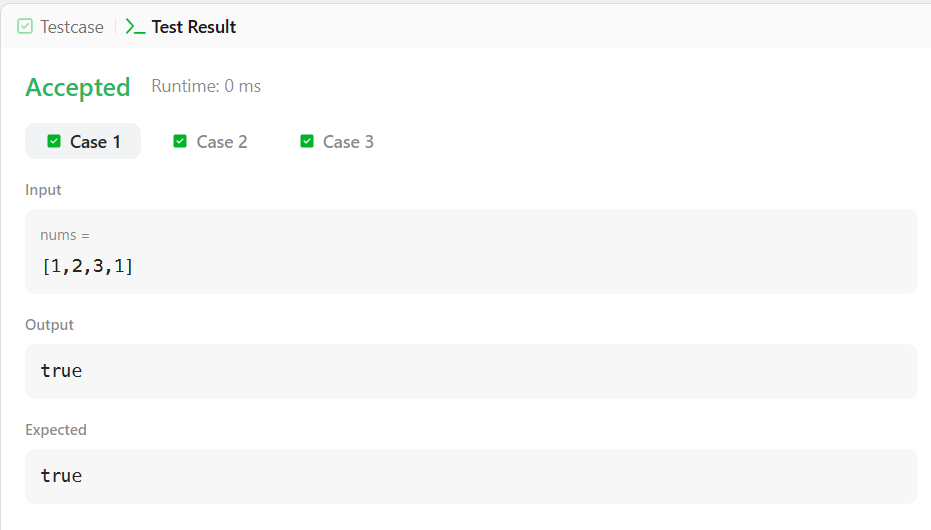 Testcase Test Result
Accepted Runtime: 0 ms
Case 1 Case 2 Case 3
Input
nums =
[1,2,3,1]
Output
true
Expected
true